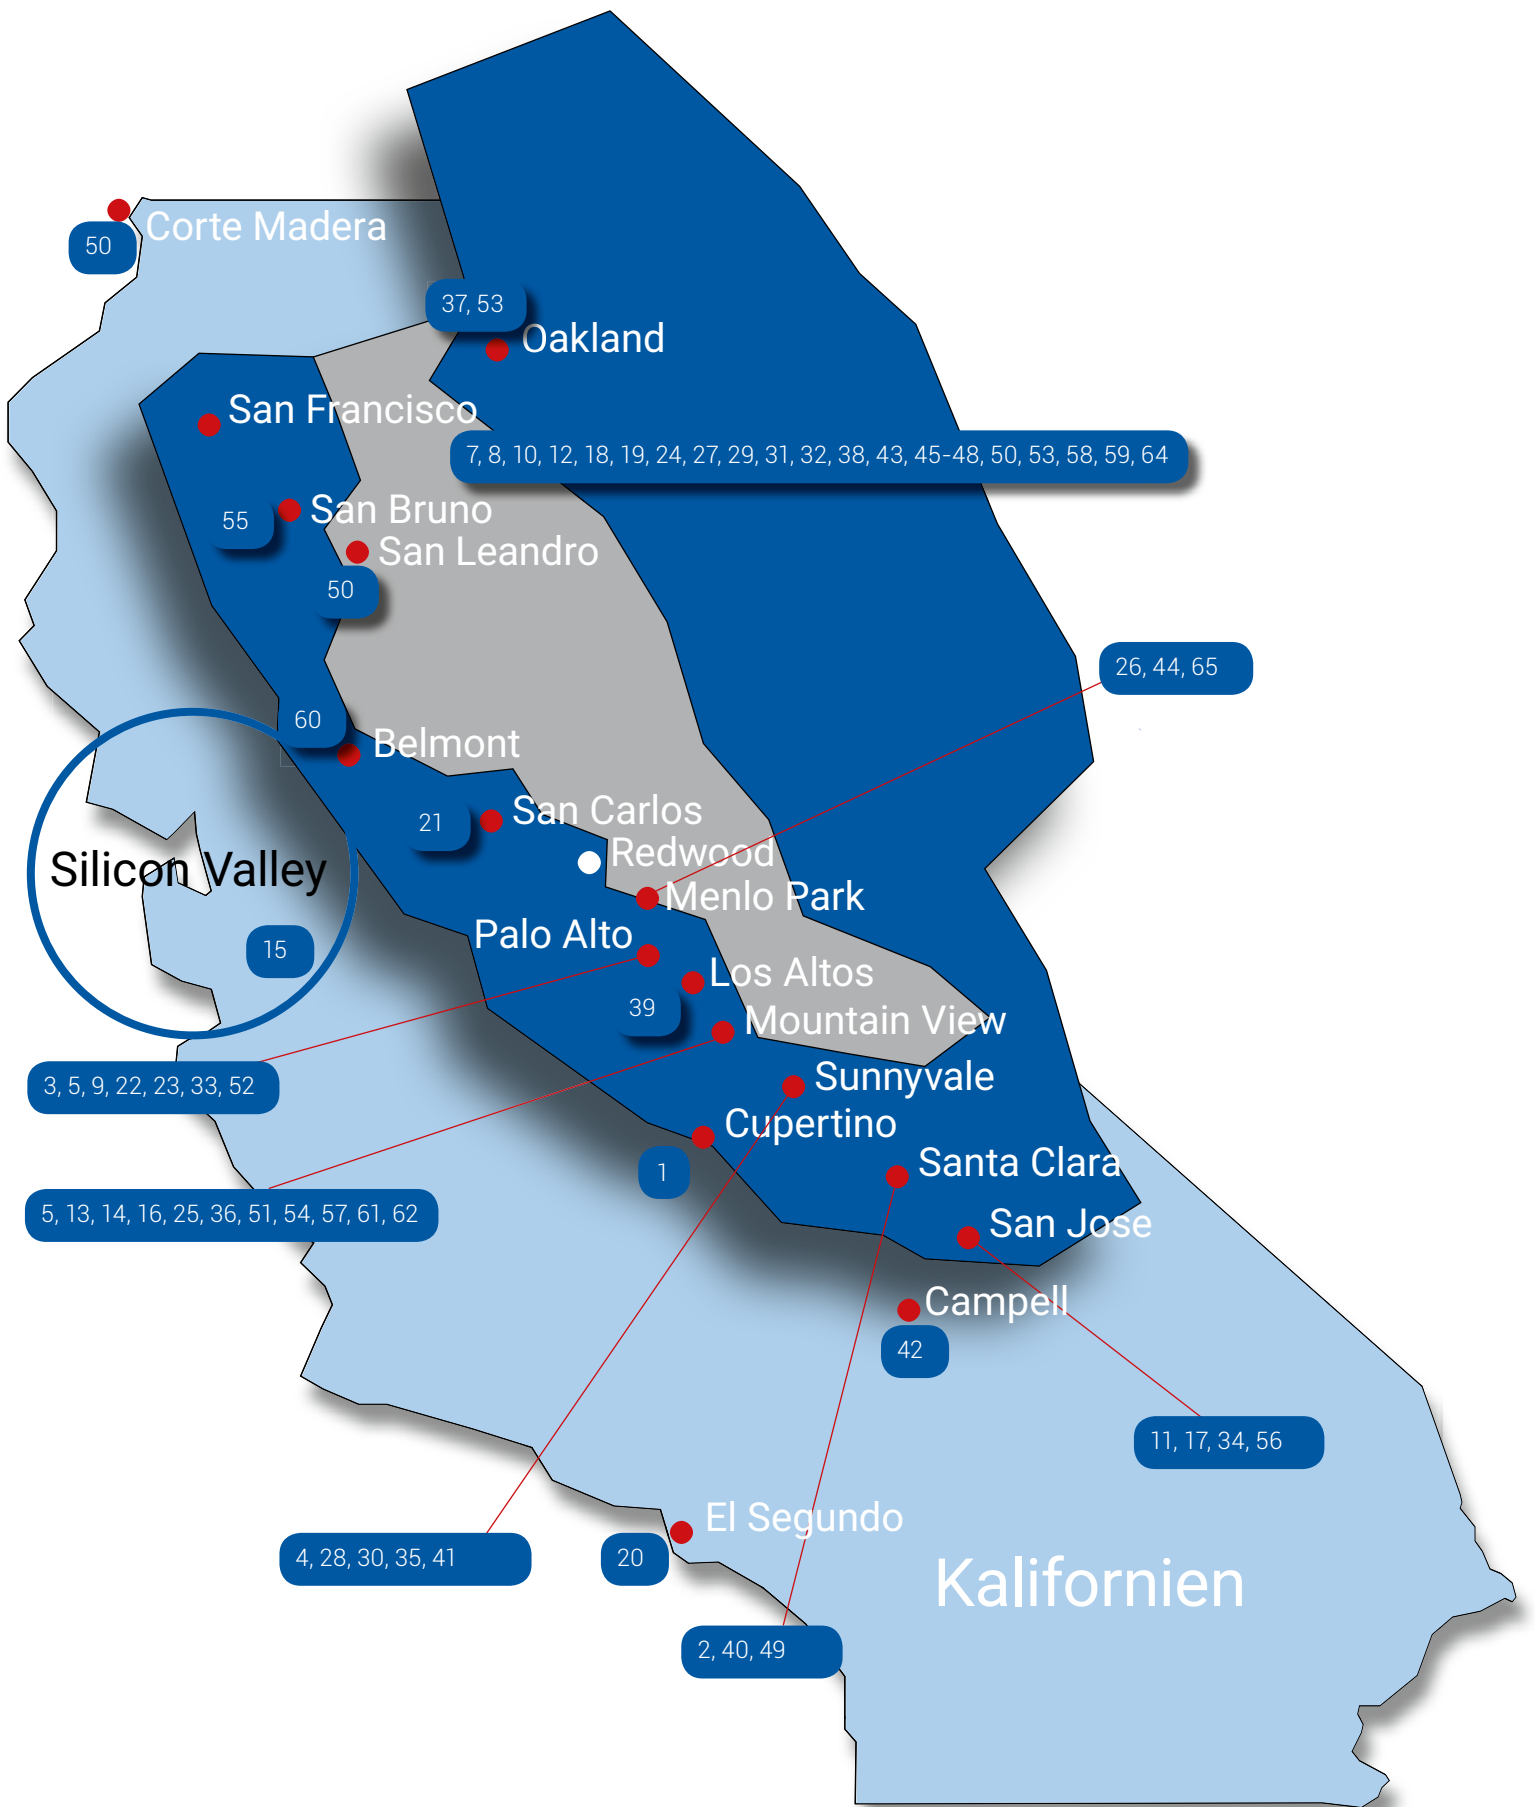 Corte Madera
50
37, 53
Oakland
San Francisco
7, 8, 10, 12, 18, 19, 24, 27, 29, 31, 32, 38, 43, 45-48, 50, 53, 58, 59, 64
San Bruno
55
San Leandro
50
26, 44, 65
60
Belmont
San Carlos
21
Redwood
Silicon Valley
Menlo Park
Palo Alto
15
Los Altos
39
Mountain View
Sunnyvale
3, 5, 9, 22, 23, 33, 52
Cupertino
1
Santa Clara
5, 13, 14, 16, 25, 36, 51, 54, 57, 61, 62
San Jose
Campell
42
11, 17, 34, 56
El Segundo
4, 28, 30, 35, 41
20
Kalifornien
2, 40, 49